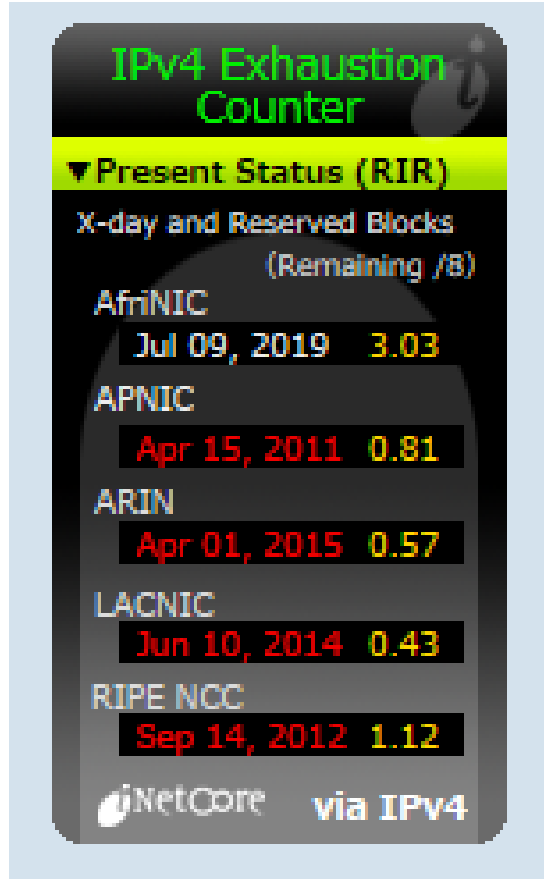 IPv4 Exhaustion
Counter
▼Present Status (RIR)
X-day and Reserved Blocks
(Remaining /8)
AfriNIC
Jul 09, 2019 3.03
APNIC
Apr 15, 2011 0.81
ARIN
Apr 01, 2015 0.57
LACNIC
Jun 10, 2014 0.43
RIPE NCC
Sep 14, 2012 1.12
iNetCore via IPv4